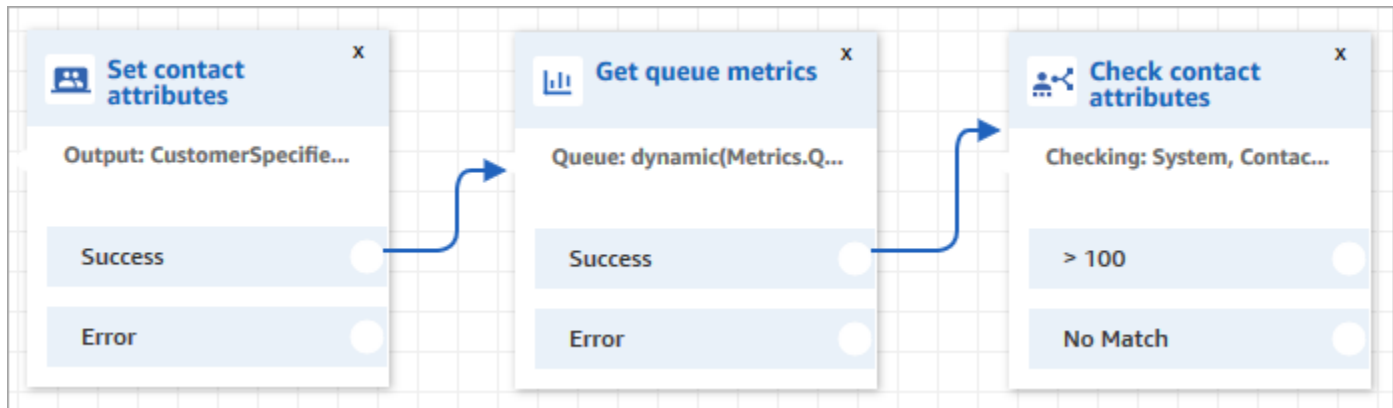 Set contact
attributes
x
Output: CustomerSpecifie...
Success
Error
Get queue metrics
x
Queue: dynamic(Metrics.Q...
Success
Error
Check contact
attributes
x
Checking: System, Contac...
> 100
No Match